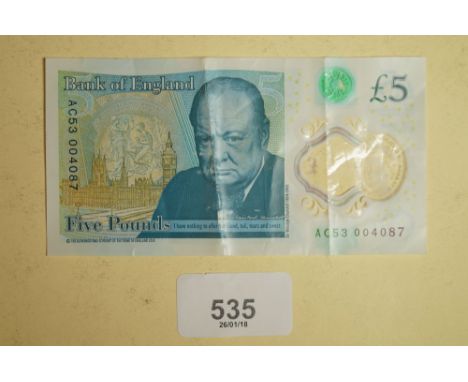 Bank of England
5
£5
AC53 004087
Five Pounds
I have nothing to offer but blood, toil, tears and sweat.
AC53 004087
535
26/01/18